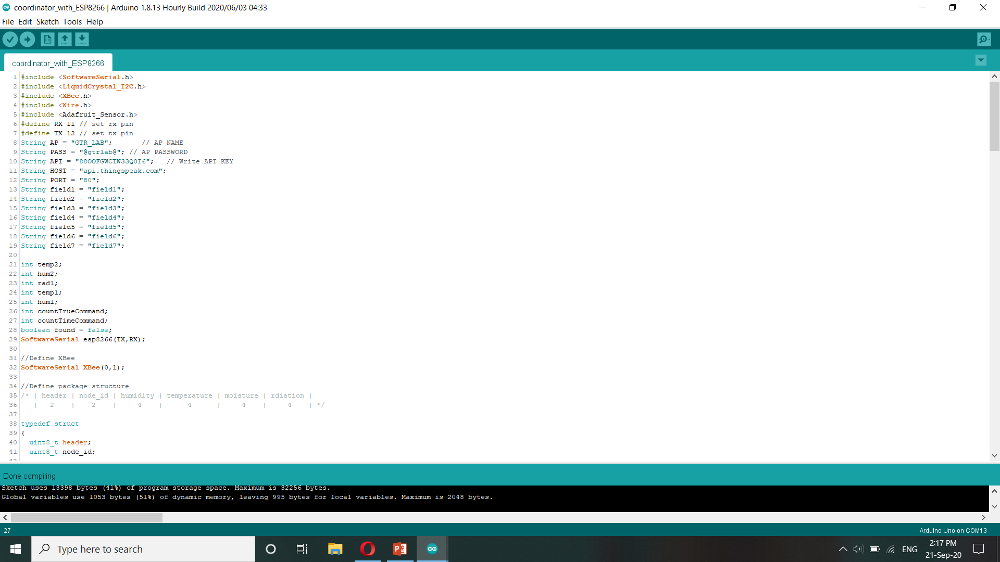 coordinator_with_ESP8266 | Arduino 1.8.13 Hourly Build 2020/06/03 04:33
File Edit Sketch Tools Help
coordinator_with_ESP8266
1 #include <SoftwareSerial.h>
2 #include <LiquidCrystal_I2C.h>
3 #include <XBee.h>
4 #include <Wire.h>
5 #include <Adafruit_Sensor.h>
6 #define RX 11 // set rx pin
7 #define TX 12 // set tx pin
8 String AP = "GTR_LAB";       // AP NAME
9 String PASS = "@gtrlab@"; // AP PASSWORD
10 String API = "88OOFGWCTW33Q0I6";   // Write API KEY
11 String HOST = "api.thingspeak.com";
12 String PORT = "80";
13 String field1 = "field1";
14 String field2 = "field2";
15 String field3 = "field3";
16 String field4 = "field4";
17 String field5 = "field5";
18 String field6 = "field6";
19 String field7 = "field7";
20
21 int temp2;
22 int hum2;
23 int rad1;
24 int temp1;
25 int hum1;
26 int countTrueCommand;
27 int countTimeCommand;
28 boolean found = false;
29 SoftwareSerial esp8266(TX,RX);
30
31 //Define XBee
32 SoftwareSerial XBee(0,1);
33
34 //Define package structure
35 /* | header | node_id | humidity | temperature | moisture | rdiation |
36    |   2    |    2    |     4    |      4      |     4    |     4    | */
37
38 typedef struct
39 {
40   uint8_t header;
41   uint8_t node_id;
42
Done compiling.
Sketch uses 13398 bytes (41%) of program storage space. Maximum is 32256 bytes.
Global variables use 1053 bytes (51%) of dynamic memory, leaving 995 bytes for local variables. Maximum is 2048 bytes.
27
Arduino Uno on COM13
Type here to search
ENG
2:17 PM
21-Sep-20